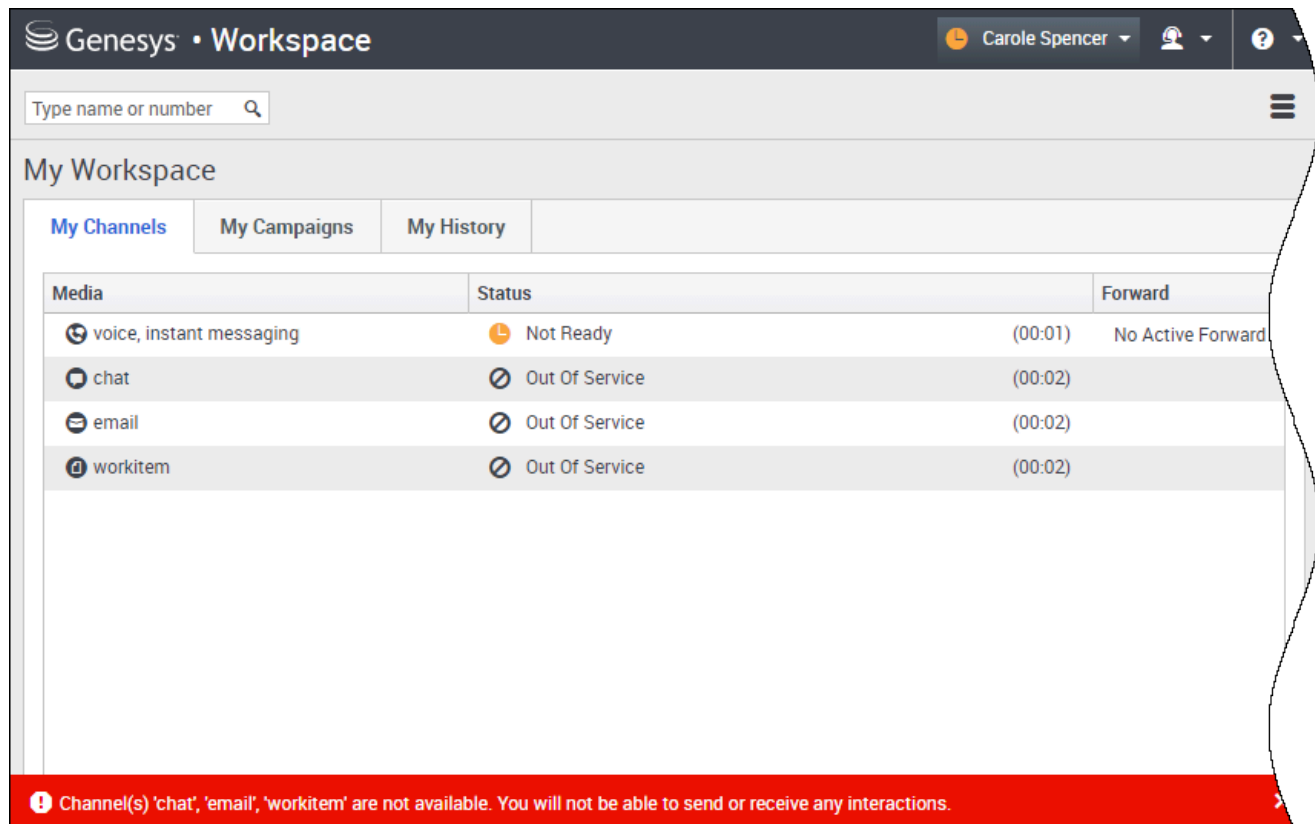 Genesys • Workspace Carole Spencer
Type name or number
My Workspace
My Channels My Campaigns My History
Media Status Forward
voice, instant messaging Not Ready (00:01) No Active Forward
chat Out Of Service (00:02)
email Out Of Service (00:02)
workitem Out Of Service (00:02)
Channel(s) 'chat', 'email', 'workitem' are not available. You will not be able to send or receive any interactions.